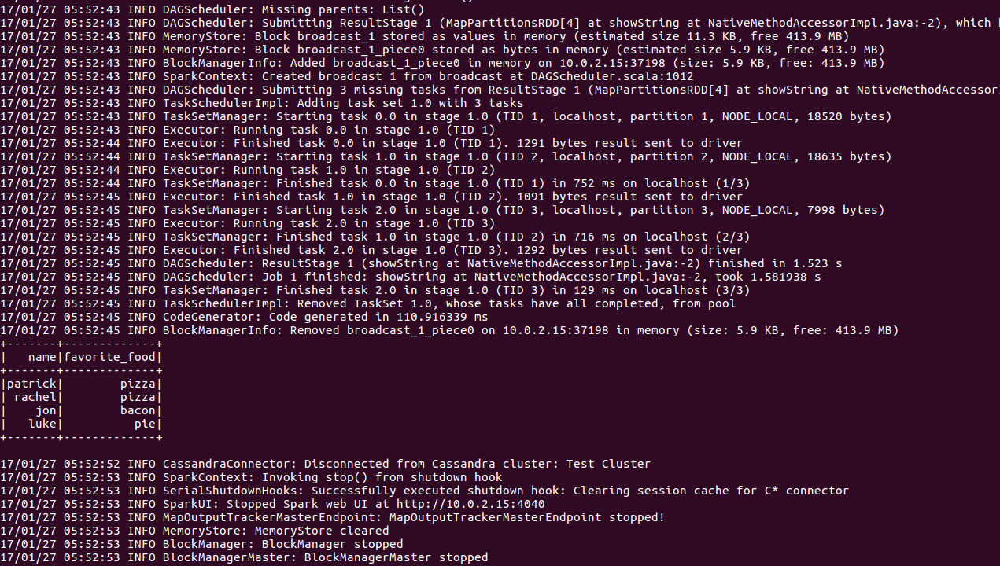 17/01/27 05:52:43 INFO DAGScheduler: Missing parents: List()
17/01/27 05:52:43 INFO DAGScheduler: Submitting ResultStage 1 (MapPartitionsRDD[4] at showString at NativeMethodAccessorImpl.java:-2), which
17/01/27 05:52:43 INFO MemoryStore: Block broadcast_1 stored as values in memory (estimated size 11.3 KB, free 413.9 MB)
17/01/27 05:52:43 INFO MemoryStore: Block broadcast_1_piece0 stored as bytes in memory (estimated size 5.9 KB, free 413.9 MB)
17/01/27 05:52:43 INFO BlockManagerInfo: Added broadcast_1_piece0 in memory on 10.0.2.15:37198 (size: 5.9 KB, free: 413.9 MB)
17/01/27 05:52:43 INFO SparkContext: Created broadcast 1 from broadcast at DAGScheduler.scala:1012
17/01/27 05:52:43 INFO DAGScheduler: Submitting 3 missing tasks from ResultStage 1 (MapPartitionsRDD[4] at showString at NativeMethodAccessor
17/01/27 05:52:43 INFO TaskSchedulerImpl: Adding task set 1.0 with 3 tasks
17/01/27 05:52:43 INFO TaskSetManager: Starting task 0.0 in stage 1.0 (TID 1, localhost, partition 1, NODE_LOCAL, 18520 bytes)
17/01/27 05:52:43 INFO Executor: Running task 0.0 in stage 1.0 (TID 1)
17/01/27 05:52:44 INFO Executor: Finished task 0.0 in stage 1.0 (TID 1). 1291 bytes result sent to driver
17/01/27 05:52:44 INFO TaskSetManager: Starting task 1.0 in stage 1.0 (TID 2, localhost, partition 2, NODE_LOCAL, 18635 bytes)
17/01/27 05:52:44 INFO Executor: Running task 1.0 in stage 1.0 (TID 2)
17/01/27 05:52:44 INFO TaskSetManager: Finished task 0.0 in stage 1.0 (TID 1) in 752 ms on localhost (1/3)
17/01/27 05:52:45 INFO Executor: Finished task 1.0 in stage 1.0 (TID 2). 1091 bytes result sent to driver
17/01/27 05:52:45 INFO TaskSetManager: Starting task 2.0 in stage 1.0 (TID 3, localhost, partition 3, NODE_LOCAL, 7998 bytes)
17/01/27 05:52:45 INFO Executor: Running task 2.0 in stage 1.0 (TID 3)
17/01/27 05:52:45 INFO TaskSetManager: Finished task 1.0 in stage 1.0 (TID 2) in 716 ms on localhost (2/3)
17/01/27 05:52:45 INFO Executor: Finished task 2.0 in stage 1.0 (TID 3). 1292 bytes result sent to driver
17/01/27 05:52:45 INFO DAGScheduler: ResultStage 1 (showString at NativeMethodAccessorImpl.java:-2) finished in 1.523 s
17/01/27 05:52:45 INFO DAGScheduler: Job 1 finished: showString at NativeMethodAccessorImpl.java:-2, took 1.581938 s
17/01/27 05:52:45 INFO TaskSetManager: Finished task 2.0 in stage 1.0 (TID 3) in 129 ms on localhost (3/3)
17/01/27 05:52:45 INFO TaskSchedulerImpl: Removed TaskSet 1.0, whose tasks have all completed, from pool
17/01/27 05:52:45 INFO CodeGenerator: Code generated in 110.916339 ms
17/01/27 05:52:45 INFO BlockManagerInfo: Removed broadcast_1_piece0 on 10.0.2.15:37198 in memory (size: 5.9 KB, free: 413.9 MB)
+-------+-------------+
|   name|favorite_food|
+-------+-------------+
|patrick|        pizza|
| rachel|        pizza|
|    jon|        bacon|
|   luke|          pie|
+-------+-------------+
17/01/27 05:52:52 INFO CassandraConnector: Disconnected from Cassandra cluster: Test Cluster
17/01/27 05:52:53 INFO SparkContext: Invoking stop() from shutdown hook
17/01/27 05:52:53 INFO SerialShutdownHooks: Successfully executed shutdown hook: Clearing session cache for C* connector
17/01/27 05:52:53 INFO SparkUI: Stopped Spark web UI at http://10.0.2.15:4040
17/01/27 05:52:53 INFO MapOutputTrackerMasterEndpoint: MapOutputTrackerMasterEndpoint stopped!
17/01/27 05:52:53 INFO MemoryStore: MemoryStore cleared
17/01/27 05:52:53 INFO BlockManager: BlockManager stopped
17/01/27 05:52:53 INFO BlockManagerMaster: BlockManagerMaster stopped